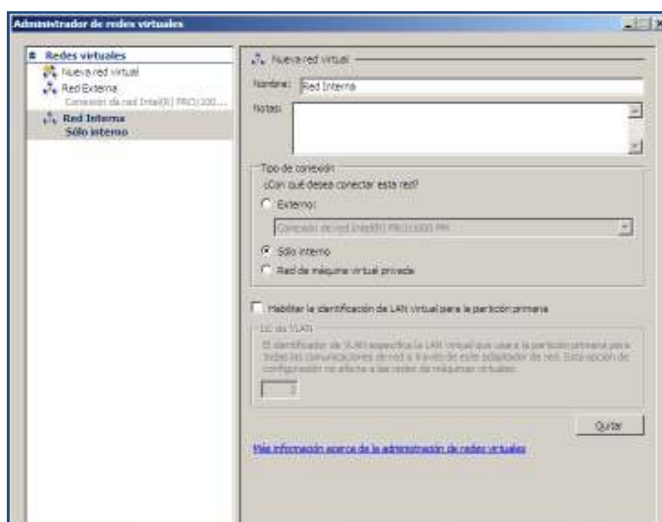 Administrador de redes virtuales
Redes virtuales
Nueva red virtual
Red Externa
Conexión de red Intel(R) PRO/100...
Red Interna
Sólo interno
Nueva red virtual
Nombre: Red Interna
Notas:
Tipo de conexión
¿Con qué desea conectar esta red?
Externo:
Conexión de red Intel(R) PRO/1000 PM
Sólo interno
Red de máquina virtual privada
Habilitar la identificación de LAN virtual para la partición primaria
Id. de VLAN
El identificador de VLAN especifica la LAN virtual que usará la partición primaria para
todas las comunicaciones de red a través de este adaptador de red. Esta opción de
configuración no afecta a las redes de máquinas virtuales.
2
Quitar
Más información acerca de la administración de redes virtuales